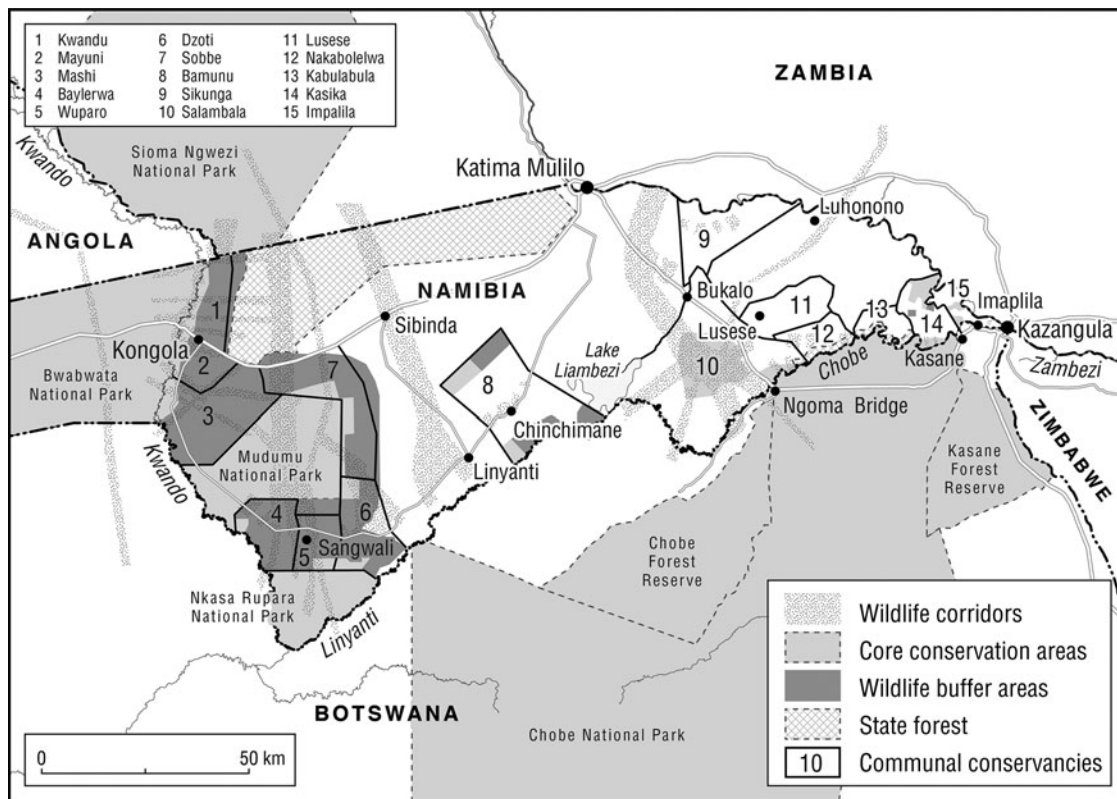 1 Kwandu
2 Mayuni
3 Mashi
4 Baylerwa
5 Wuparo
6 Dzoti
7 Sobbe
8 Bamunu
9 Sikunga
10 Salambala
11 Lusese
12 Nakabolelwa
13 Kabulabula
14 Kasika
15 Impalila
ZAMBIA
Kwando
Sioma Ngwezi
National Park
Katima Mulilo
Luhonono
ANGOLA
9
NAMIBIA
15
1
Bukalo
11
13
Imaplila
Sibinda
Lusese
12
14
Kazangula
Kongola
Kasane
2
Lake
Liambezi
10
Chobe
Zambezi
7
Bwabwata
National Park
8
Ngoma Bridge
3
Chinchimane
ZIMBABWE
Kwando
Mudumu
National Park
Linyanti
Kasane
Forest
Reserve
4
6
5
Sangwali
Chobe
Forest
Reserve
Nkasa Rupara
National Park
Linyanti
BOTSWANA
Chobe National Park
0 50 km
Wildlife corridors
Core conservation areas
Wildlife buffer areas
State forest
10 Communal conservancies